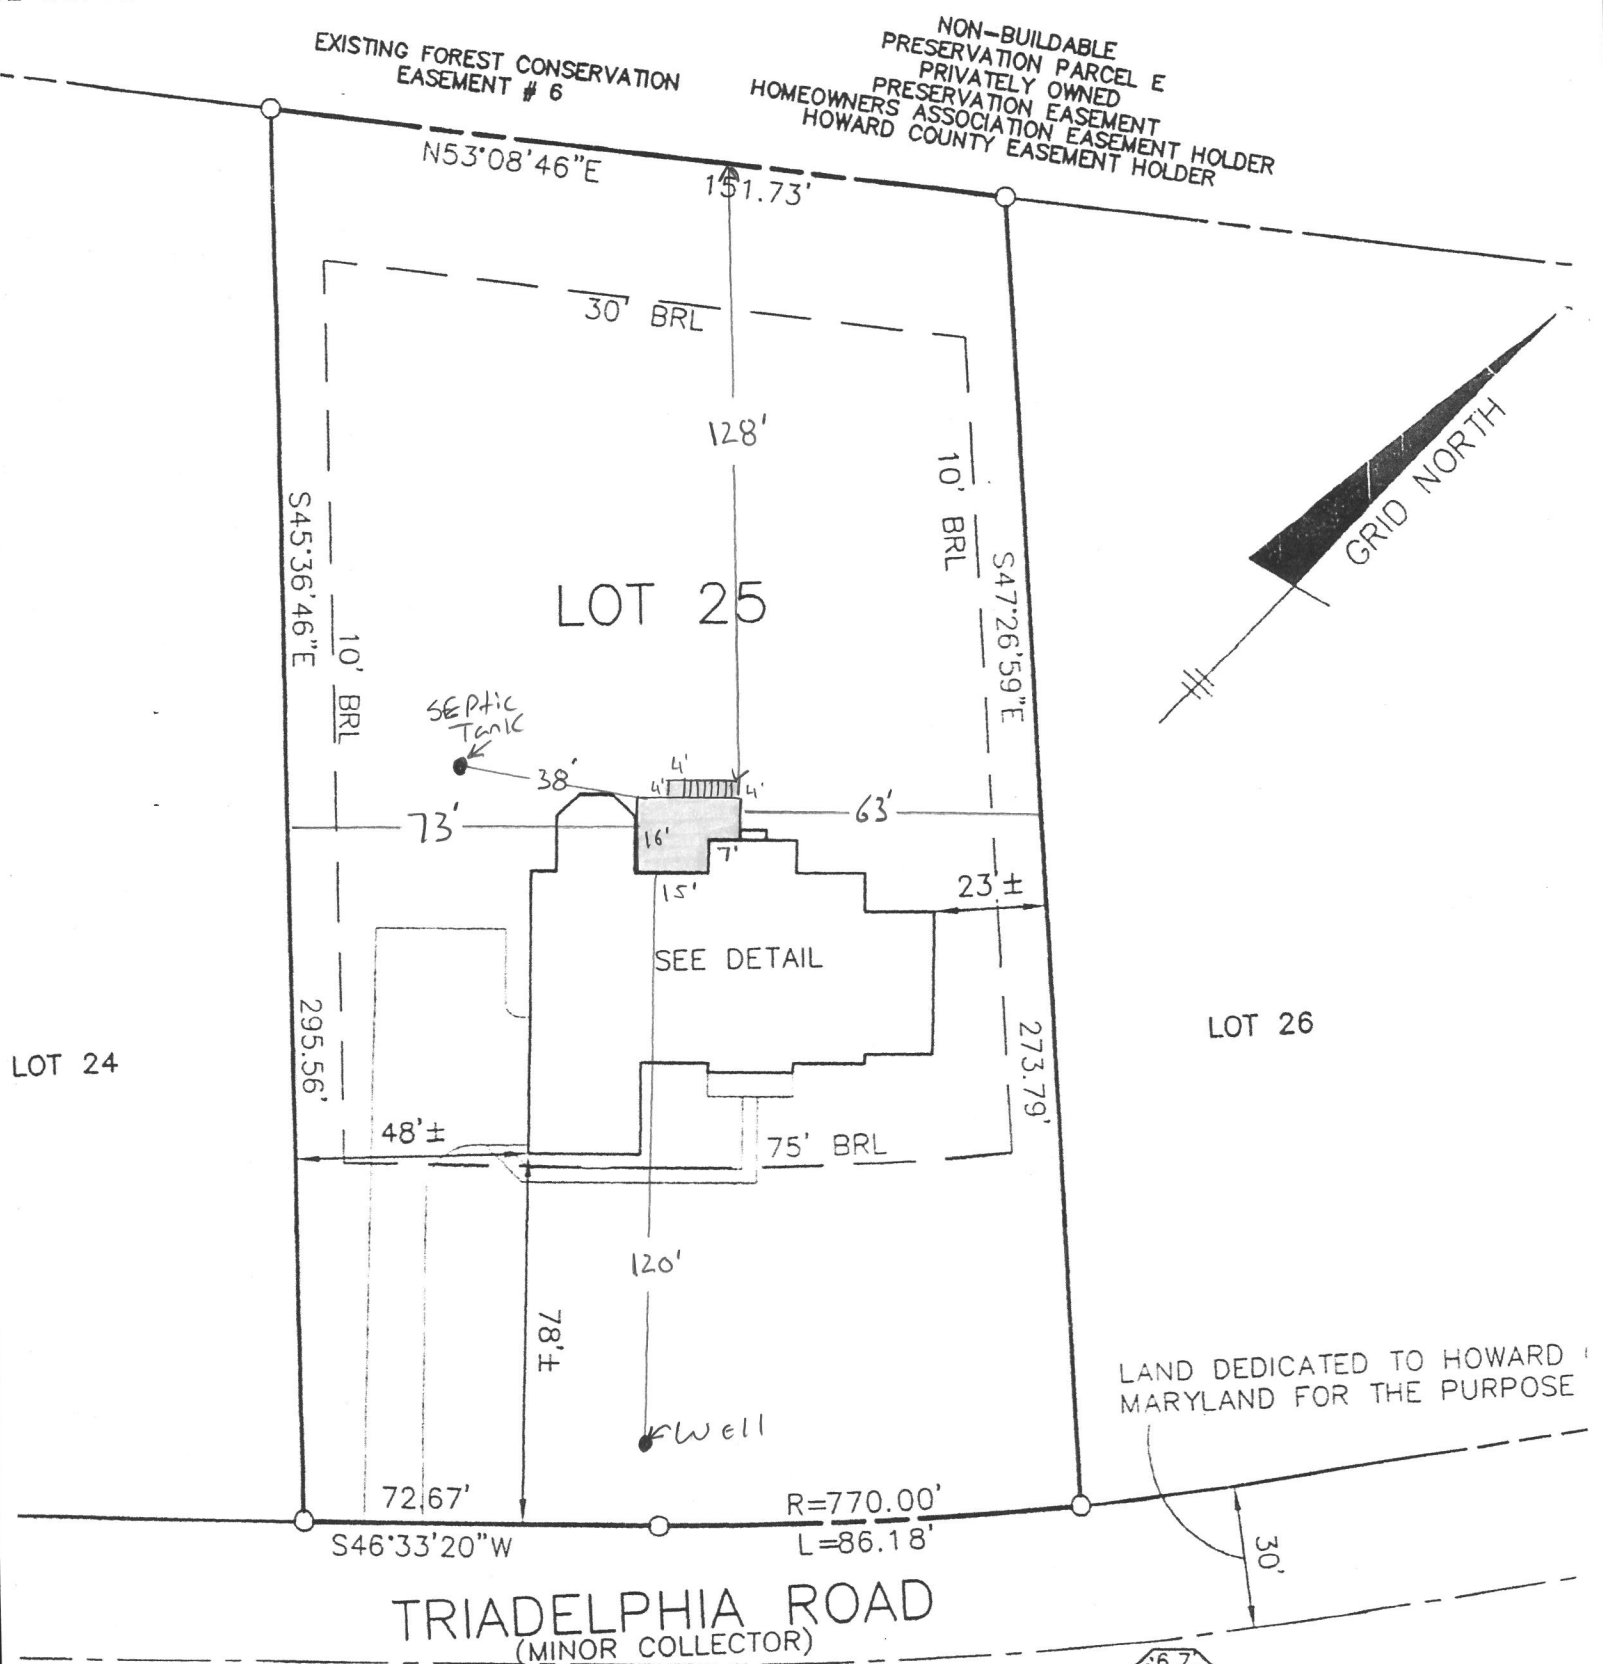 EXISTING FOREST CONSERVATION
EASEMENT # 6
NON-BUILDABLE
PRESERVATION PARCEL E
PRIVATELY OWNED
PRESERVATION EASEMENT
HOMEOWNERS ASSOCIATION EASEMENT HOLDER
HOWARD COUNTY EASEMENT HOLDER
N53°08'46"E
151.73'
30' BRL
128'
10' BRL
GRID NORTH
S45°36'46"E
S47°26'59"E
LOT 25
10' BRL
SEPtic
Tank
38'
4'
4'
4'
73'
63'
16'
7'
15'
23'±
SEE DETAIL
295.56'
273.79'
LOT 24
LOT 26
48'±
75' BRL
120'
78'±
LAND DEDICATED TO HOWARD
MARYLAND FOR THE PURPOSE
WEll
72.67'
R=770.00'
S46°33'20"W
L=86.18'
30'
TRIADELPHIA ROAD
(MINOR COLLECTOR)